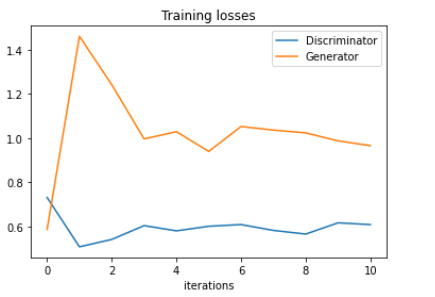 Training losses
Discriminator
Generator
1.4
1.2
1.0
0.8
0.6
0 2 4 6 8 10
iterations